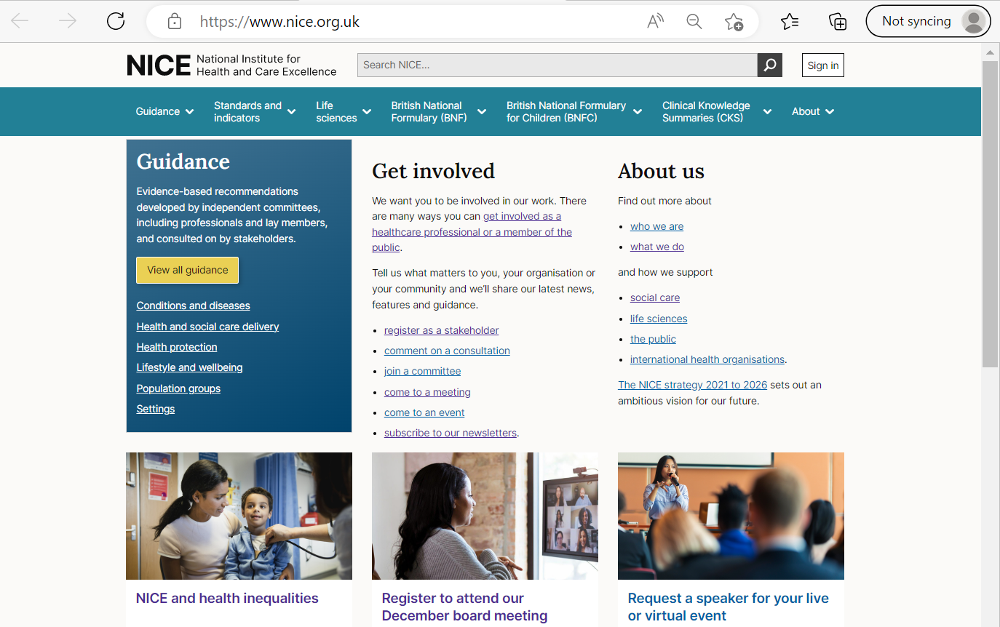 https://www.nice.org.uk
Not syncing
NICE National Institute for
Health and Care Excellence
Search NICE...
Sign in
Guidance
Standards and
indicators
Life
sciences
British National
Formulary (BNF)
British National Formulary
for Children (BNFC)
Clinical Knowledge
Summaries (CKS)
About
Guidance
Evidence-based recommendations
developed by independent committees,
including professionals and lay members,
and consulted on by stakeholders.
View all guidance
Conditions and diseases
Health and social care delivery
Health protection
Lifestyle and wellbeing
Population groups
Settings
Get involved
We want you to be involved in our work. There
are many ways you can get involved as a
healthcare professional or a member of the
public.
Tell us what matters to you, your organisation or
your community and we'll share our latest news,
features and guidance.
• register as a stakeholder
• comment on a consultation
• join a committee
• come to a meeting
• come to an event
• subscribe to our newsletters.
About us
Find out more about
• who we are
• what we do
and how we support
• social care
• life sciences
• the public
• international health organisations.
The NICE strategy 2021 to 2026 sets out an
ambitious vision for our future.
NICE and health inequalities
Register to attend our
December board meeting
Request a speaker for your live
or virtual event